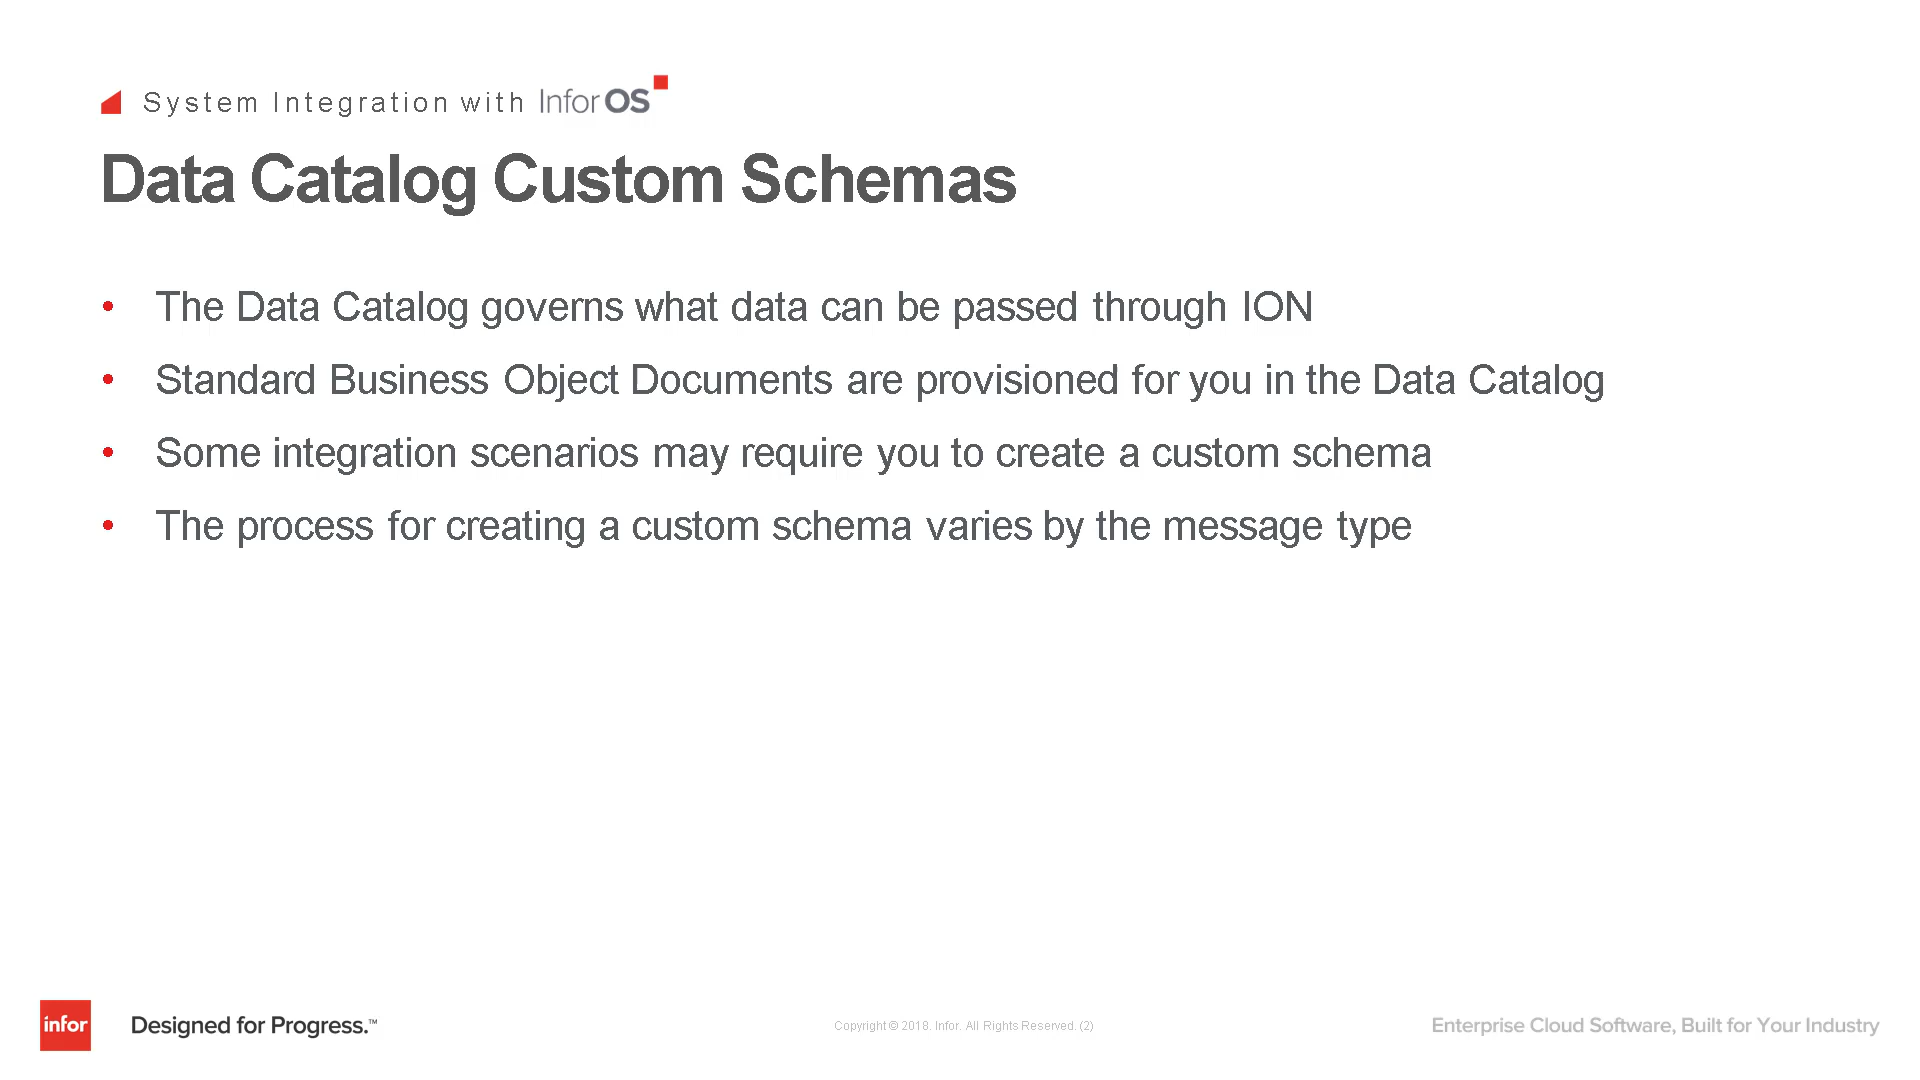 System Integration with Infor OS
Data Catalog Custom Schemas
• The Data Catalog governs what data can be passed through ION
• Standard Business Object Documents are provisioned for you in the Data Catalog
• Some integration scenarios may require you to create a custom schema
• The process for creating a custom schema varies by the message type
infor Designed for Progress.™
Copyright © 2018. Infor. All Rights Reserved. (2)
Enterprise Cloud Software, Built for Your Industry